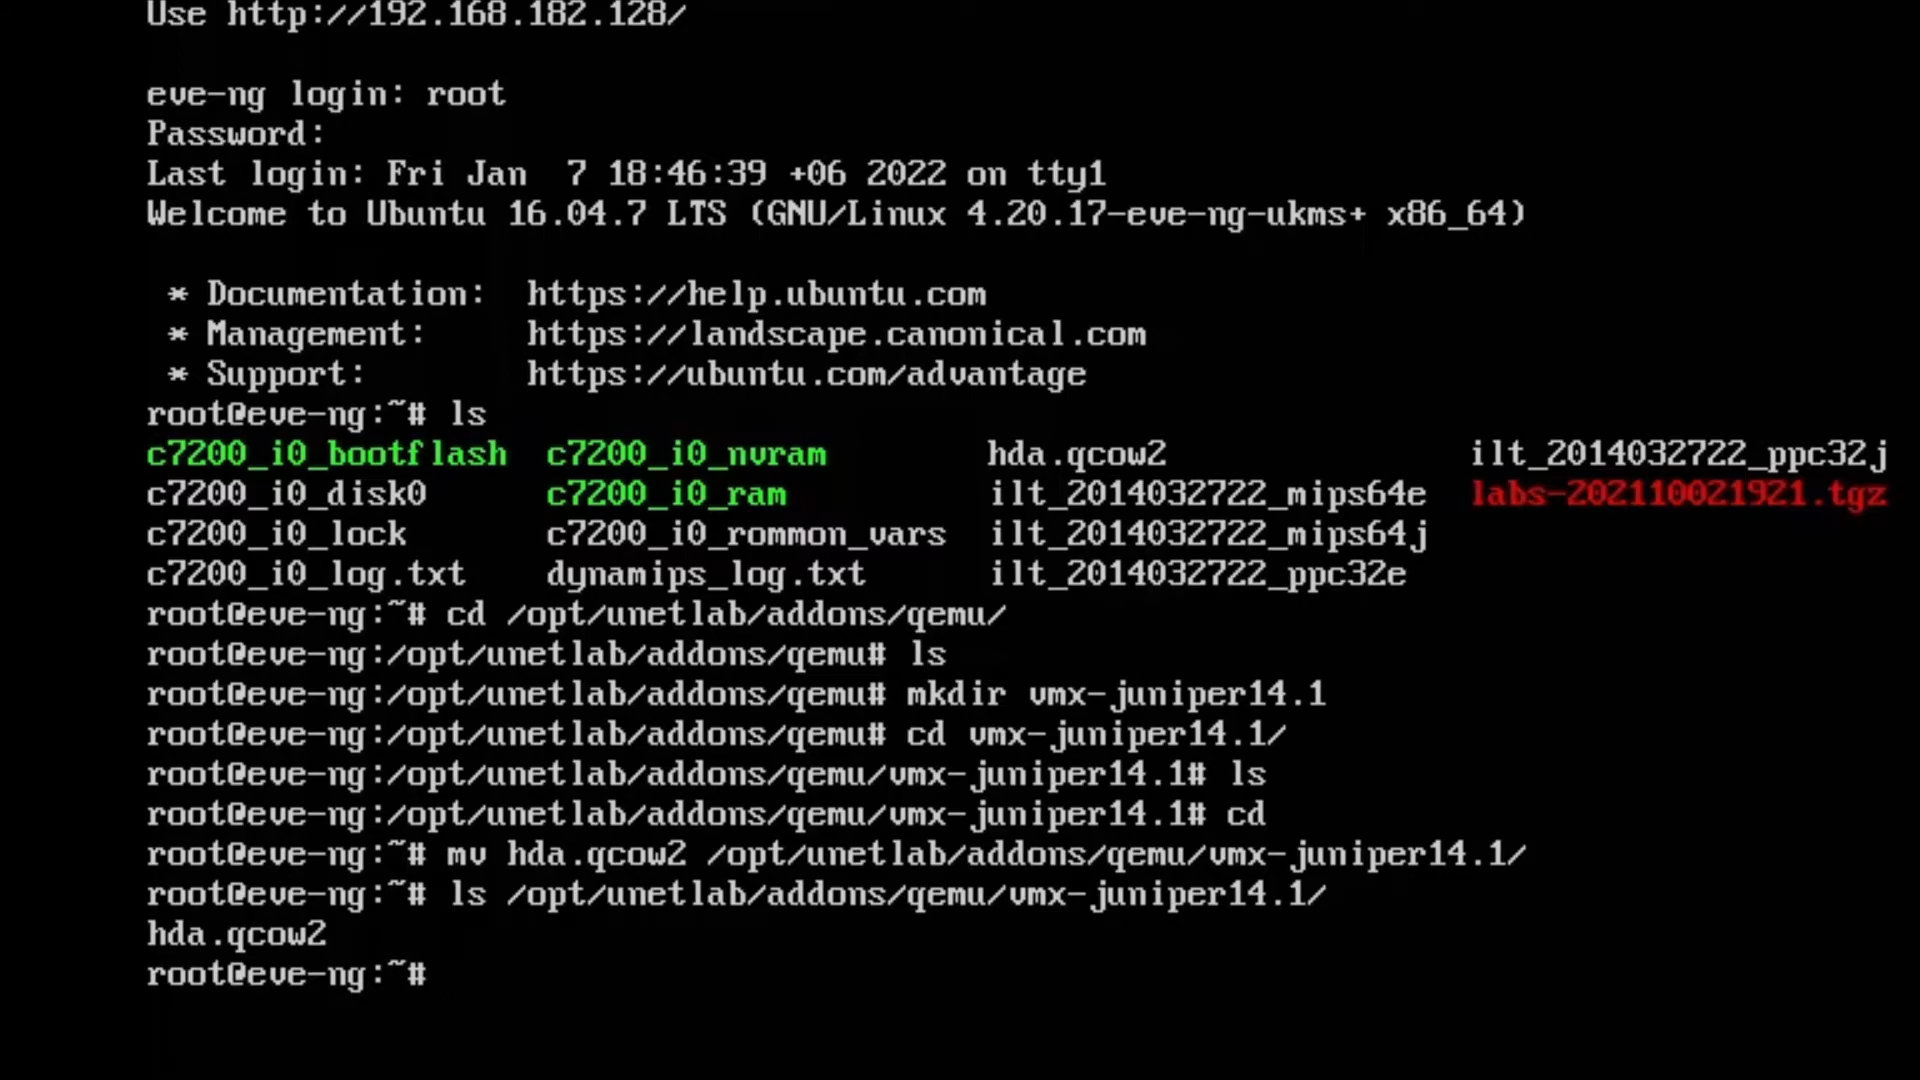 Use http://192.168.182.128/
eve-ng login: root
Password:
Last login: Fri Jan  7 18:46:39 +06 2022 on tty1
Welcome to Ubuntu 16.04.7 LTS (GNU/Linux 4.20.17-eve-ng-ukms+ x86_64)
* Documentation:  https://help.ubuntu.com
* Management:     https://landscape.canonical.com
* Support:        https://ubuntu.com/advantage
root@eve-ng:~# ls
c7200_i0_bootflash  c7200_i0_nvram        hda.qcow2               ilt_2014032722_ppc32j
c7200_i0_disk0      c7200_i0_ram          ilt_2014032722_mips64e  labs-202110021921.tgz
c7200_i0_lock       c7200_i0_rommon_vars  ilt_2014032722_mips64j
c7200_i0_log.txt    dynamips_log.txt      ilt_2014032722_ppc32e
root@eve-ng:~# cd /opt/unetlab/addons/qemu/
root@eve-ng:/opt/unetlab/addons/qemu# ls
root@eve-ng:/opt/unetlab/addons/qemu# mkdir vmx-juniper14.1
root@eve-ng:/opt/unetlab/addons/qemu# cd vmx-juniper14.1/
root@eve-ng:/opt/unetlab/addons/qemu/vmx-juniper14.1# ls
root@eve-ng:/opt/unetlab/addons/qemu/vmx-juniper14.1# cd
root@eve-ng:~# mv hda.qcow2 /opt/unetlab/addons/qemu/vmx-juniper14.1/
root@eve-ng:~# ls /opt/unetlab/addons/qemu/vmx-juniper14.1/
hda.qcow2
root@eve-ng:~#